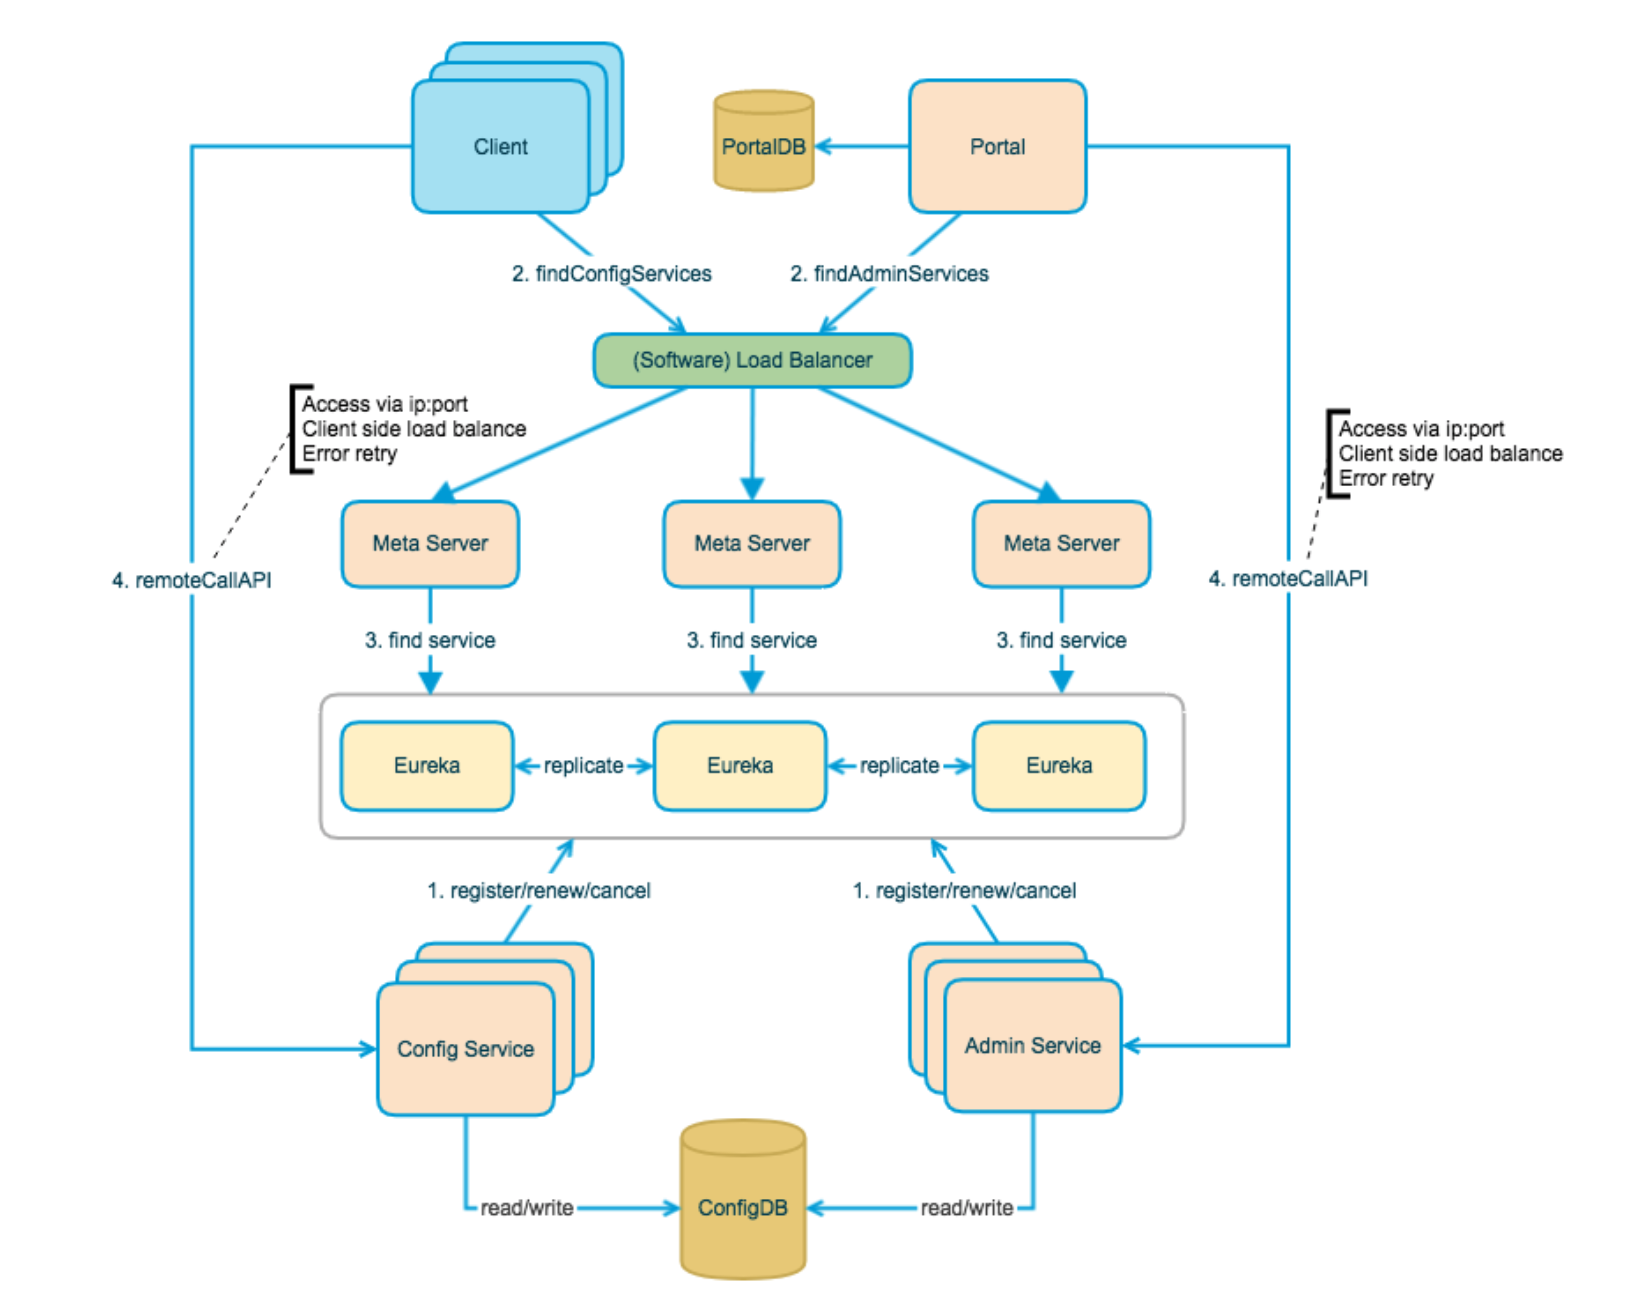 Client
PortalDB
Portal
2. findConfigServices
2. findAdminServices
(Software) Load Balancer
Access via ip:port
Client side load balance
Error retry
Access via ip:port
Client side load balance
Error retry
Meta Server
Meta Server
Meta Server
4. remoteCallAPI
4. remoteCallAPI
3. find service
3. find service
3. find service
Eureka
replicate
Eureka
replicate
Eureka
1. register/renew/cancel
1. register/renew/cancel
Config Service
Admin Service
read/write
ConfigDB
read/write